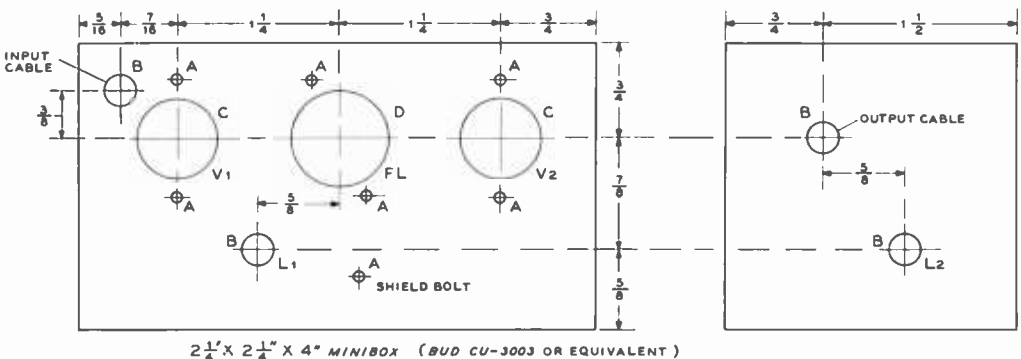 5/16 7/16 1 1/4 1 1/4 3/4 3/4 1 1/2
INPUT CABLE
B A A A
3/8
C D C
3/4
B OUTPUT CABLE
V1 FL V2
7/8
5/8
A 5/8 A A
B B
L1 A L2
SHIELD BOLT
5/8
2 1/4" X 2 1/4" X 4" MINIBOX (BUD CU-3003 OR EQUIVALENT)